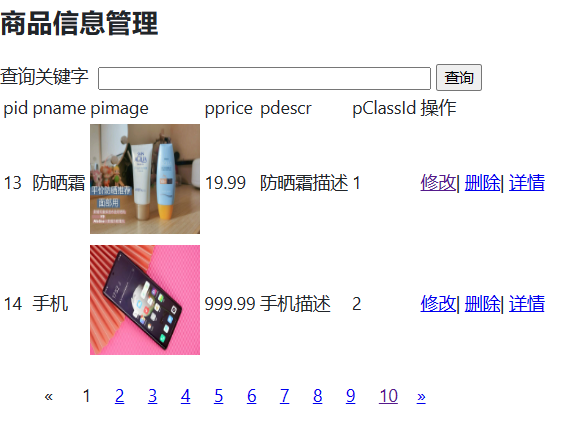 商品信息管理
查询关键字 查询
pid pname pimage pprice pdescr pClassId 操作
平价防晒推荐
面部用
13 防晒霜 19.99 防晒霜描述 1 修改| 删除| 详情
14 手机 999.99 手机描述 2 修改| 删除| 详情
« 1 2 3 4 5 6 7 8 9 10 »